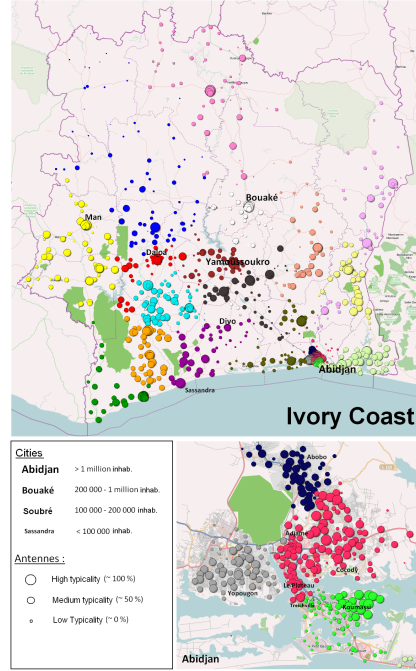 Bouaké
Man
Daloa
Yamoussoukro
Divo
Sassandra
Abidjan
Ivory Coast
Cities
Abidjan > 1 million inhab.
Bouaké 200 000 - 1 million inhab.
Soubré 100 000 - 200 000 inhab.
Sassandra < 100 000 inhab.
Antennes :
High typicality (~ 100 %)
Medium typicality (~ 50 %)
Low Typicality (~ 0 %)
Abobo
Adjamé
Cocody
Le Plateau
Yopougon
Treichville
Koumassi
Abidjan